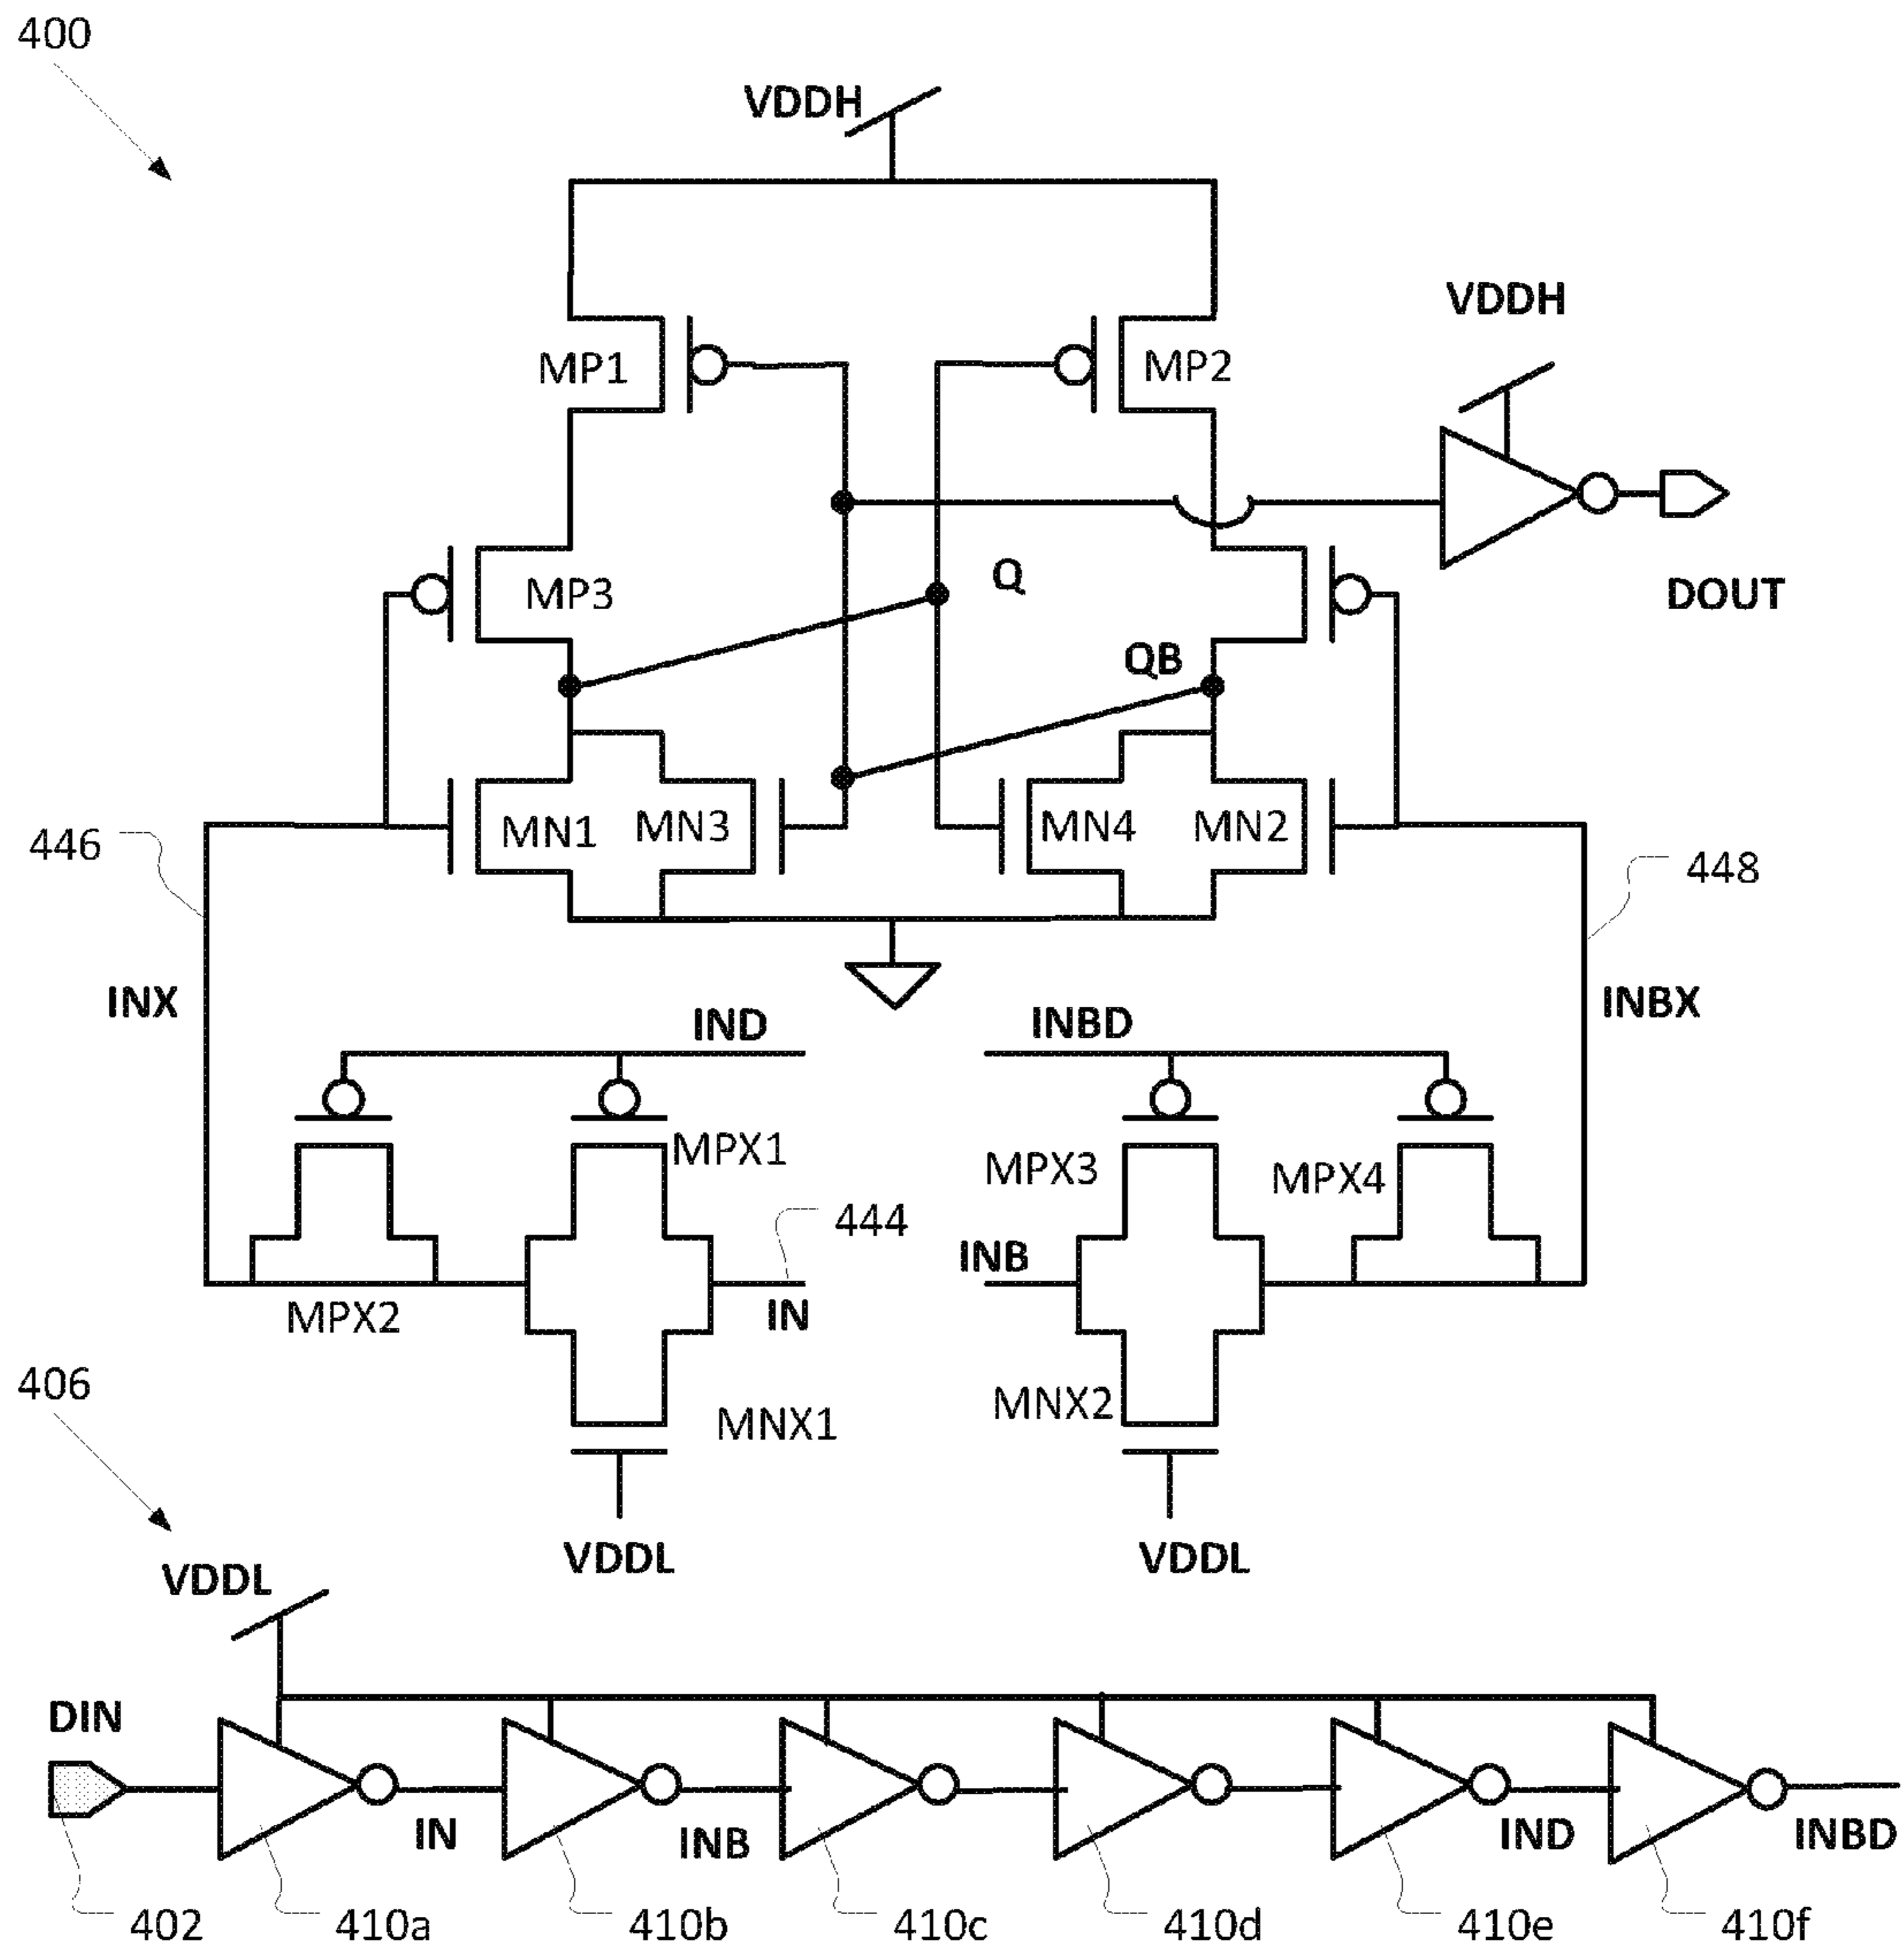 400
VDDH
VDDH
MP1
MP2
MP3
Q
DOUT
QB
MN1
MN3
MN4
MN2
446
448
INX
INBX
IND
INBD
MPX1
MPX3
MPX4
444
INB
IN
MPX2
406
MNX1
MNX2
VDDL
VDDL
VDDL
DIN
IN
INB
IND
INBD
402
410a
410b
410c
410d
410e
410f